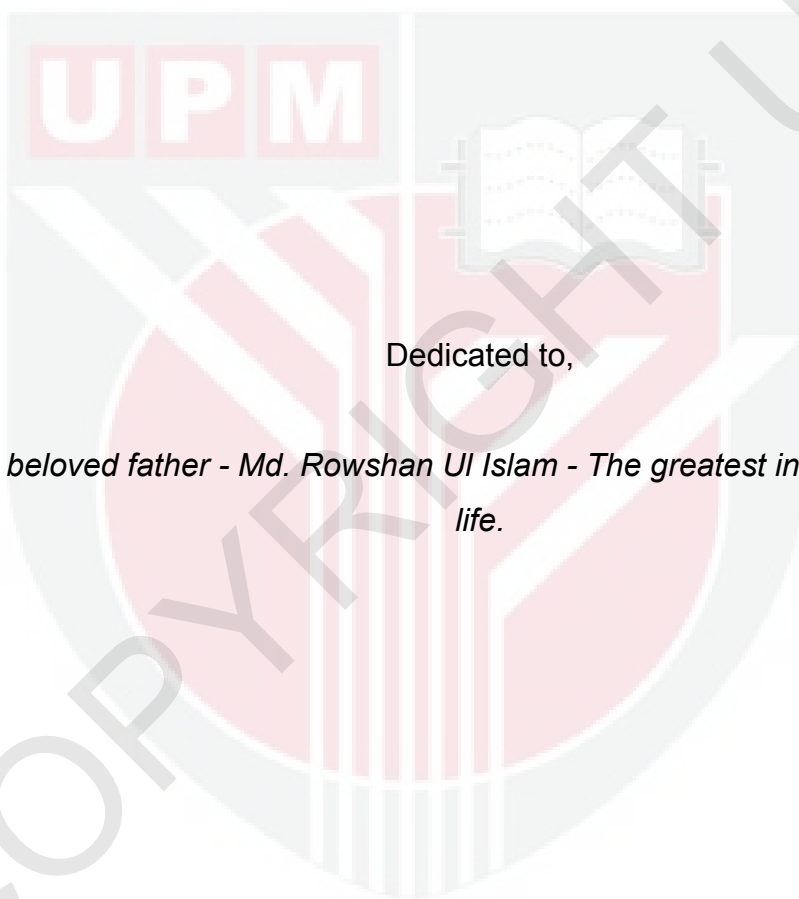 UPM
COPYRIGHT U
Dedicated to,
beloved father - Md. Rowshan Ul Islam - The greatest in
life.